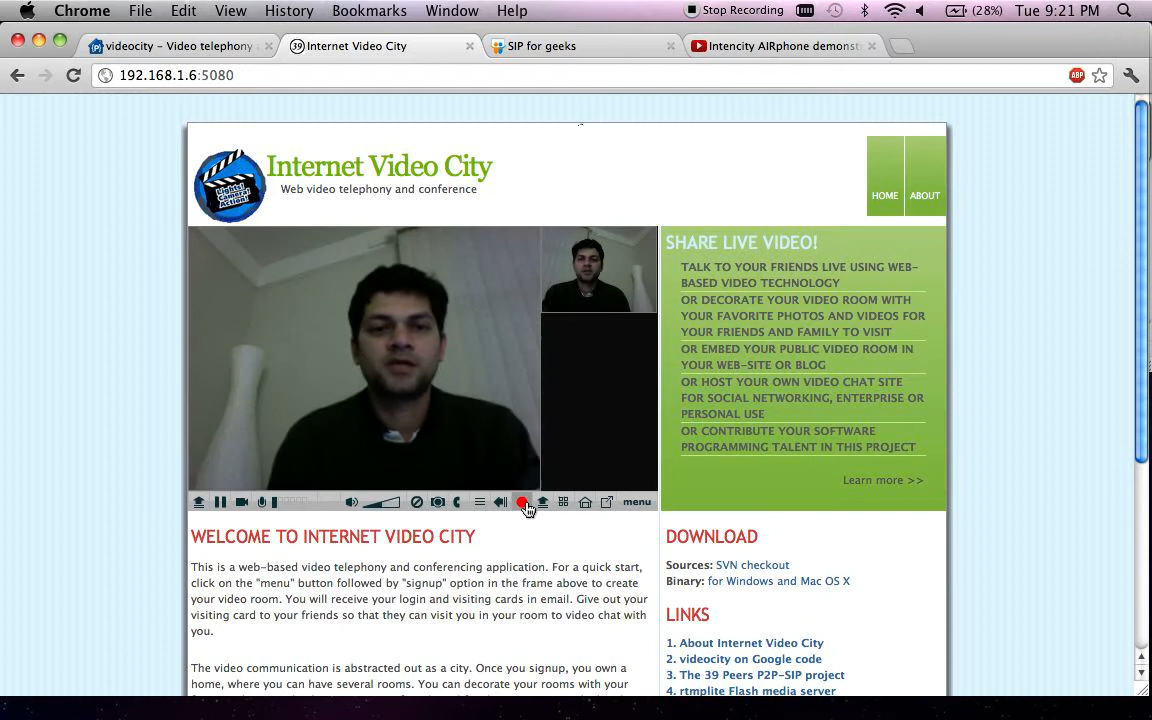 Chrome File Edit View History Bookmarks Window Help Stop Recording (28%) Tue 9:21 PM
videocity – Video telephony Internet Video City SIP for geeks Intencity AIRphone demonst
192.168.1.6:5080 ABP
Lights! Camera! Action!
Internet Video City
Web video telephony and conference
HOME ABOUT
SHARE LIVE VIDEO!
TALK TO YOUR FRIENDS LIVE USING WEB-
BASED VIDEO TECHNOLOGY
OR DECORATE YOUR VIDEO ROOM WITH
YOUR FAVORITE PHOTOS AND VIDEOS FOR
YOUR FRIENDS AND FAMILY TO VISIT
OR EMBED YOUR PUBLIC VIDEO ROOM IN
YOUR WEB-SITE OR BLOG
OR HOST YOUR OWN VIDEO CHAT SITE
FOR SOCIAL NETWORKING, ENTERPRISE OR
PERSONAL USE
OR CONTRIBUTE YOUR SOFTWARE
PROGRAMMING TALENT IN THIS PROJECT
Learn more >>
menu
WELCOME TO INTERNET VIDEO CITY
This is a web-based video telephony and conferencing application. For a quick start,
click on the "menu" button followed by "signup" option in the frame above to create
your video room. You will receive your login and visiting cards in email. Give out your
visiting card to your friends so that they can visit you in your room to video chat with
you.
The video communication is abstracted out as a city. Once you signup, you own a
home, where you can have several rooms. You can decorate your rooms with your
DOWNLOAD
Sources: SVN checkout
Binary: for Windows and Mac OS X
LINKS
1. About Internet Video City
2. videocity on Google code
3. The 39 Peers P2P-SIP project
4. rtmplite Flash media server